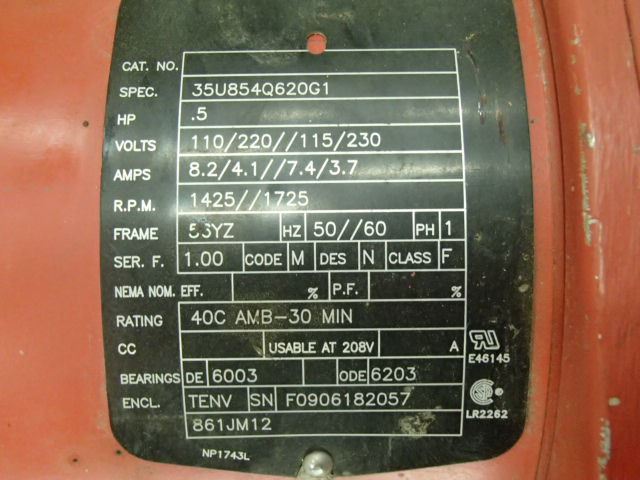 CAT. NO.
SPEC. 35U854Q620G1
HP .5
VOLTS 110/220//115/230
AMPS 8.2/4.1//7.4/3.7
R.P.M. 1425//1725
FRAME 56YZ HZ 50//60 PH 1
SER. F. 1.00 CODE M DES N CLASS F
NEMA NOM. EFF. % P.F. %
RATING 40C AMB-30 MIN
CC USABLE AT 208V A
E46145
BEARINGS DE 6003 ODE 6203
ENCL. TENV SN F0906182057
LR2262
861JM12
NP1743L